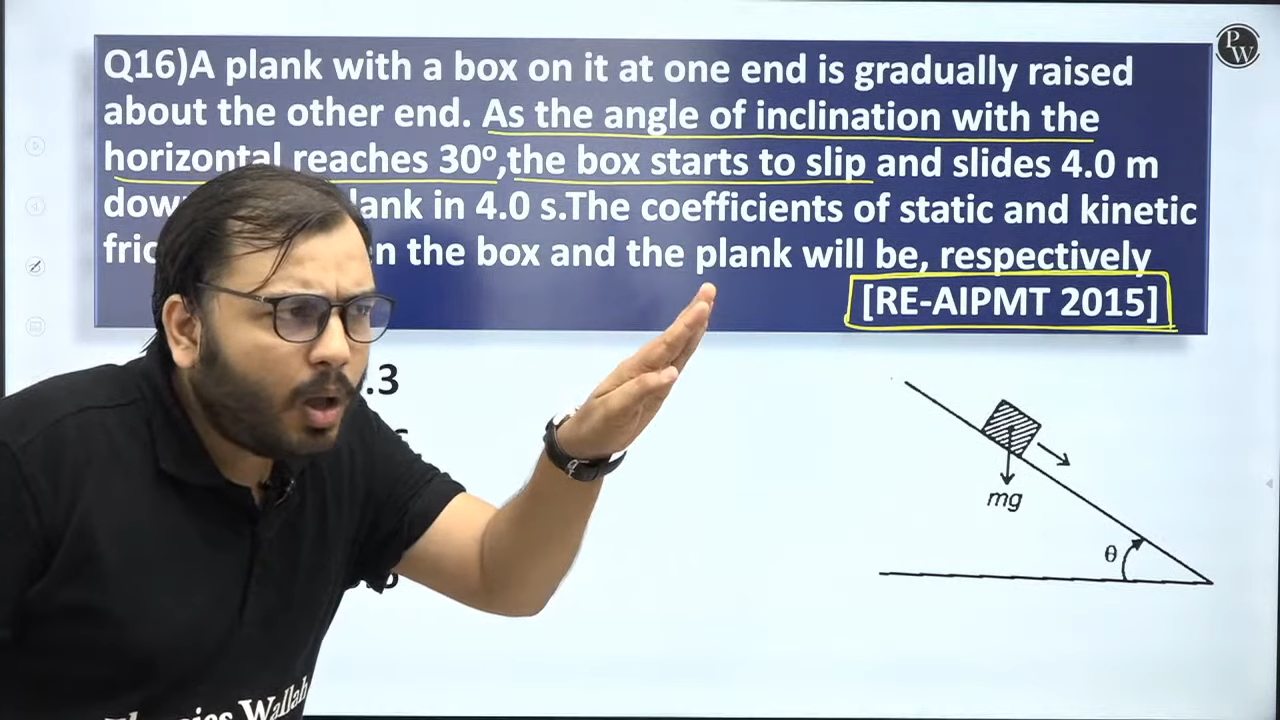 PW
Q16)A plank with a box on it at one end is gradually raised
about the other end. As the angle of inclination with the
horizontal reaches 30º,the box starts to slip and slides 4.0 m
in 4.0 s.The coefficients of static and kinetic
the box and the plank will be, respectively
[RE-AIPMT 2015]
.3
mg
θ
Wallah